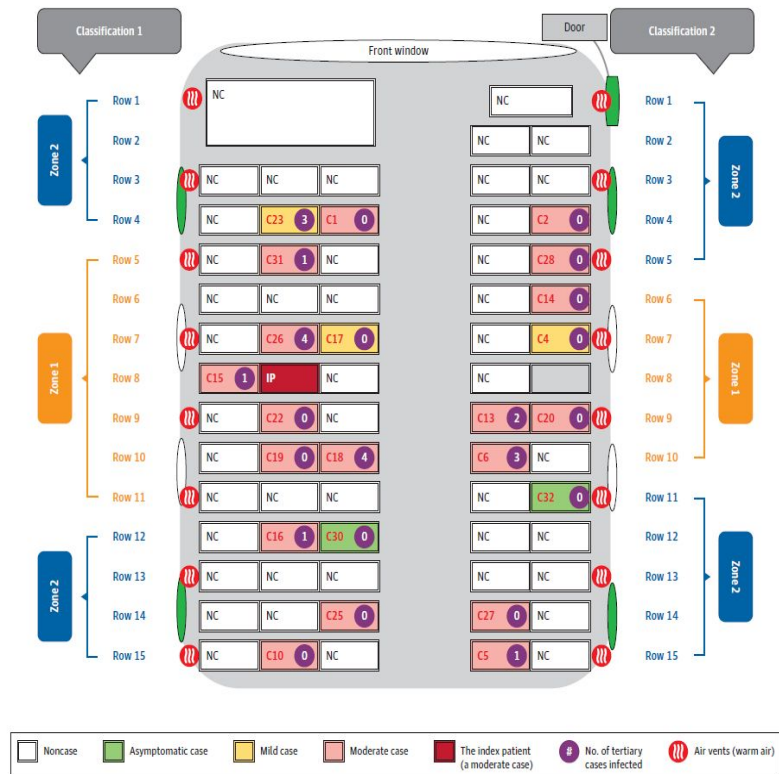 Classification 1
Door
Classification 2
Front window
Row 1
NC
NC
Row 1
Row 2
NC
NC
Row 2
Zone 2
Zone 2
Row 3
NC
NC
NC
NC
NC
Row 3
Row 4
NC
C23
3
C1
0
NC
C2
0
Row 4
Row 5
NC
C31
1
NC
NC
C28
0
Row 5
Row 6
NC
NC
NC
NC
C14
0
Row 6
Row 7
NC
C26
4
C17
0
NC
C4
0
Row 7
Zone 1
Zone 1
Row 8
C15
1
IP
NC
NC
Row 8
Row 9
NC
C22
0
NC
C13
2
C20
0
Row 9
Row 10
NC
C19
0
C18
4
C6
3
NC
Row 10
Row 11
NC
NC
NC
NC
C32
0
Row 11
Row 12
NC
C16
1
C30
0
NC
NC
Row 12
Zone 2
Zone 2
Row 13
NC
NC
NC
NC
NC
Row 13
Row 14
NC
NC
C25
0
C27
0
NC
Row 14
Row 15
NC
C10
0
NC
C5
1
NC
Row 15
Noncase
Asymptomatic case
Mild case
Moderate case
The index patient
(a moderate case)
#
No. of tertiary
cases infected
Air vents (warm air)